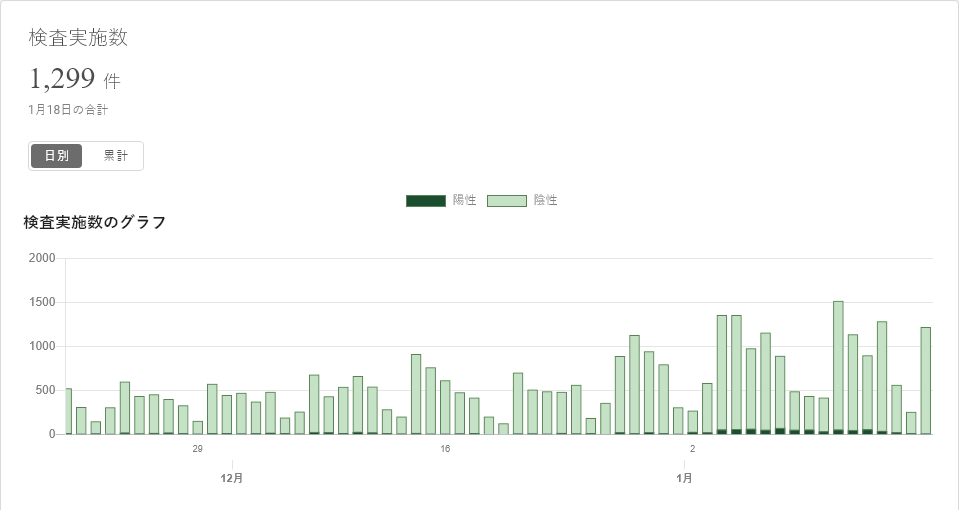 検査実施数
1,299 件
1月18日の合計
日別 累計
陽性 陰性
検査実施数のグラフ
2000
1500
1000
500
0
29 16 2
12月 1月